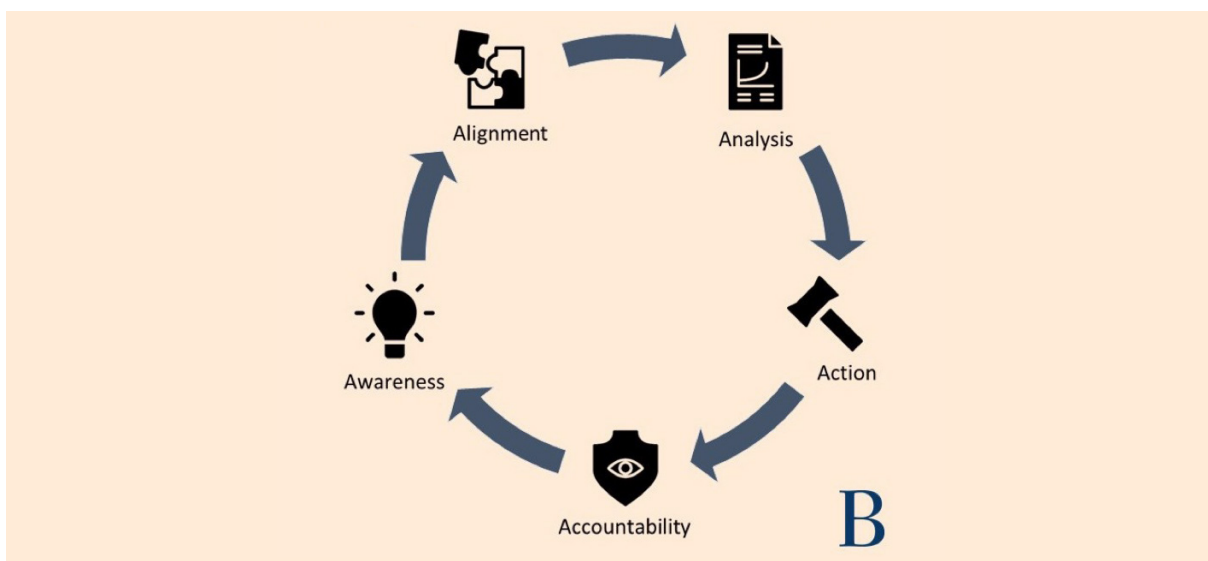 Alignment
Analysis
Action
Accountability
Awareness
B